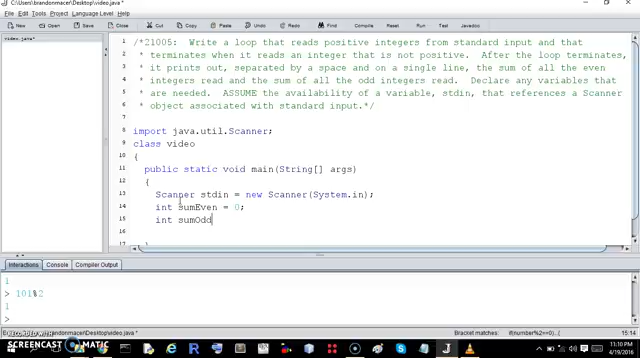 C:\Users\brandonmacer\Desktop\video.java*
File Edit Tools Project Language Level Help
New Open Save Close Cut Copy Paste Undo Redo Find Compile Reset Run Test Javadoc
video.java*
1 /*21005: Write a loop that reads positive integers from standard input and that
2 * terminates when it reads an integer that is not positive. After the loop terminates,
3 * it prints out, separated by a space and on a single line, the sum of all the even
4 * integers read and the sum of all the odd integers read. Declare any variables that
5 * are needed. ASSUME the availability of a variable, stdin, that references a Scanner
6 * object associated with standard input.*/
7
8 import java.util.Scanner;
9 class video
10 {
11 public static void main(String[] args)
12 {
13 Scanner stdin = new Scanner(System.in);
14 int sumEven = 0;
15 int sumOdd
16
17 }
Interactions Console Compiler Output
1
> 101%2
1
>
Bracket matches: if(number%2==0)...{
15:14
RECORDED WITH
SCREENCAST MATIC
11:10 PM
4/19/2016